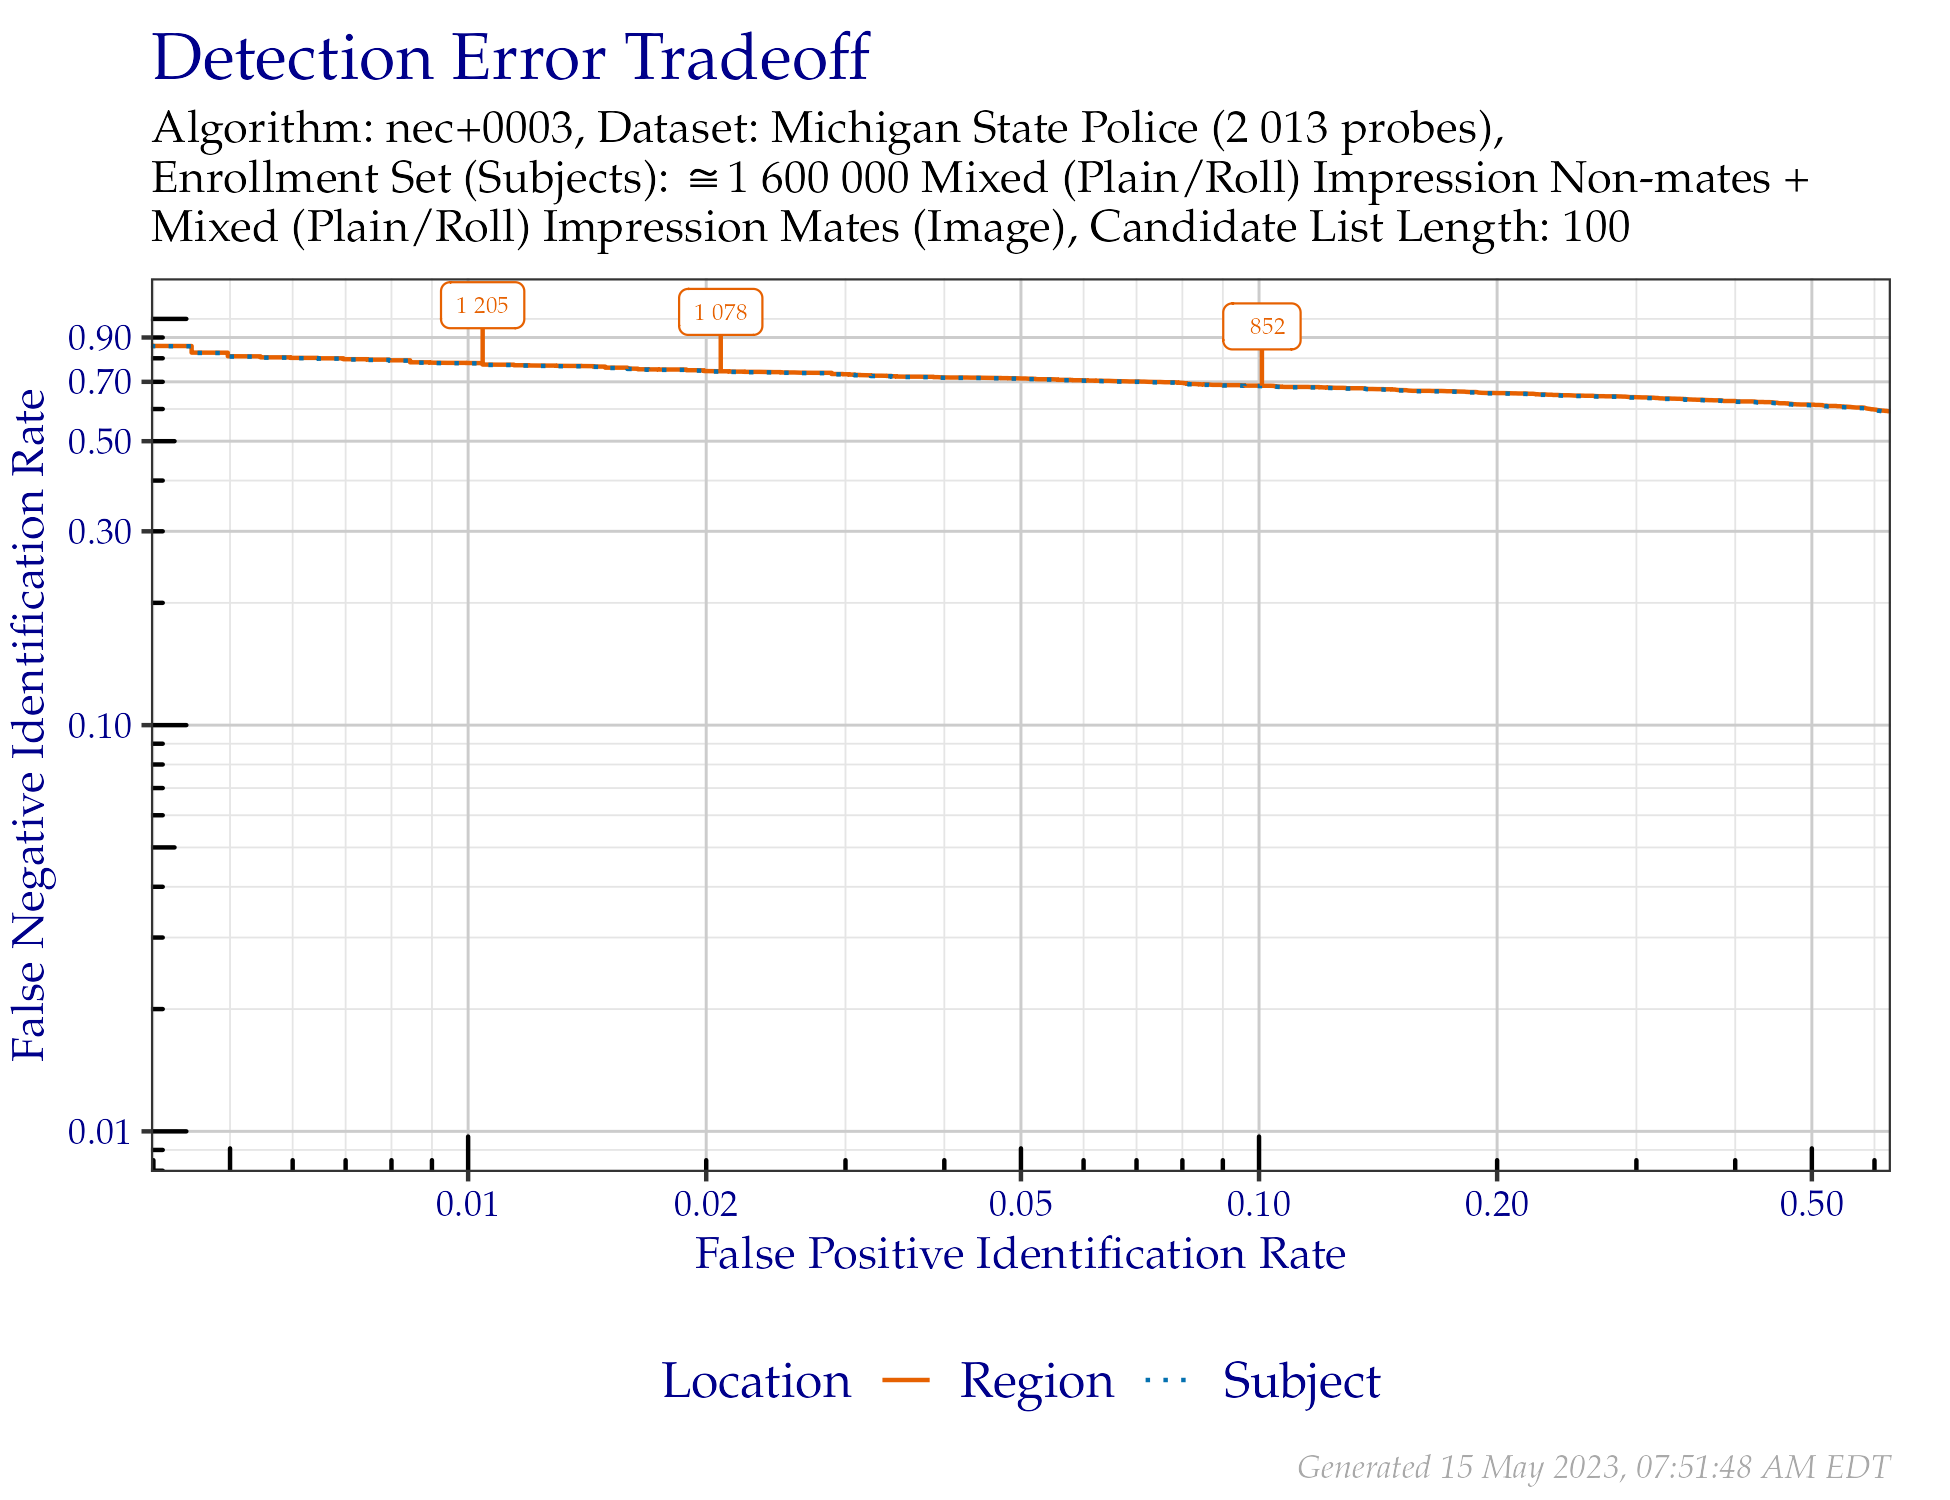 Detection Error Tradeoff
Algorithm: nec+0003, Dataset: Michigan State Police (2 013 probes),
Enrollment Set (Subjects): ≅ 1 600 000 Mixed (Plain/Roll) Impression Non-mates +
Mixed (Plain/Roll) Impression Mates (Image), Candidate List Length: 100
1 205
1 078
852
False Negative Identification Rate
0.90
0.70
0.50
0.30
0.10
0.01
0.01 0.02 0.05 0.10 0.20 0.50
False Positive Identification Rate
Location Region Subject
Generated 15 May 2023, 07:51:48 AM EDT